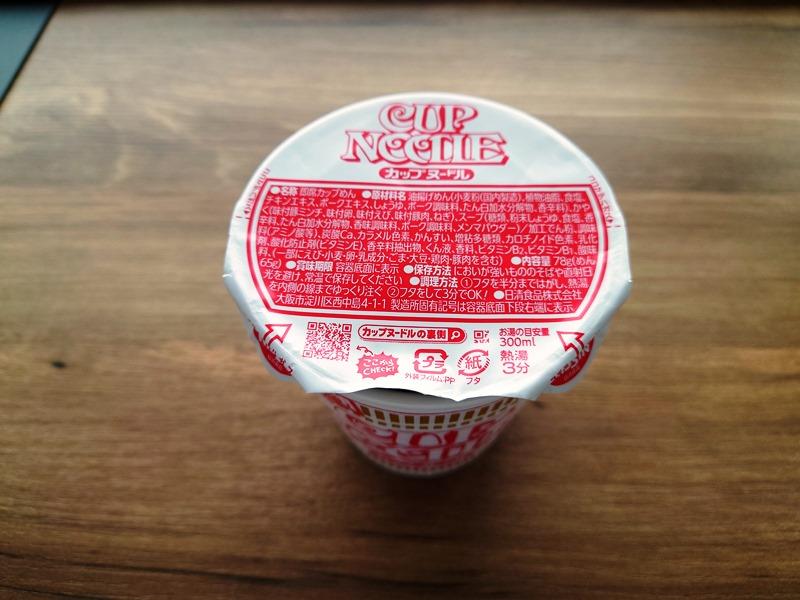 CUP
NOODLE
カップヌードル
●名称 即席カップめん ●原材料名 油揚げめん(小麦粉(国内製造)、植物油脂、食塩、
チキンエキス、ポークエキス、しょうゆ、ポーク調味料、たん白加水分解物、香辛料)、かや
く(味付豚ミンチ、味付卵、味付えび、味付豚肉、ねぎ)、スープ(糖類、粉末しょうゆ、食塩、香
辛料、たん白加水分解物、香味調味料、ポーク調味料、メンマパウダー)/加工でん粉、調味
料(アミノ酸等)、炭酸Ca、カラメル色素、かんすい、増粘多糖類、カロチノイド色素、乳化
剤、酸化防止剤(ビタミンE)、香辛料抽出物、くん液、香料、ビタミンB2、ビタミンB1、酸味
料、(一部にえび・小麦・卵・乳成分・ごま・大豆・鶏肉・豚肉を含む) ●内容量 78g(めん
65g) ●賞味期限 容器底面に表示 ●保存方法 においが強いもののそばや直射日
光を避け、常温で保存してください ●調理方法 ①フタを半分まではがし、熱湯
を内側の線までゆっくり注ぐ ②フタをして3分でOK! ●日清食品株式会社
大阪市淀川区西中島4-1-1 製造所固有記号は容器底面下段右端に表示
カップヌードルの裏側
お湯の目安量
300ml
熱湯
3分
ここから
CHECK!
プラ
外装フィルム:PP
紙
フタ